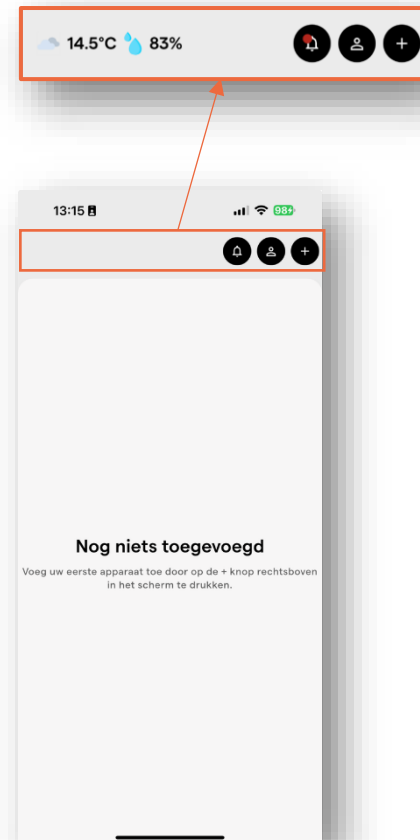 14.5°C 83%
13:15 98
Nog niets toegevoegd
Voeg uw eerste apparaat toe door op de + knop rechtsboven
in het scherm te drukken.